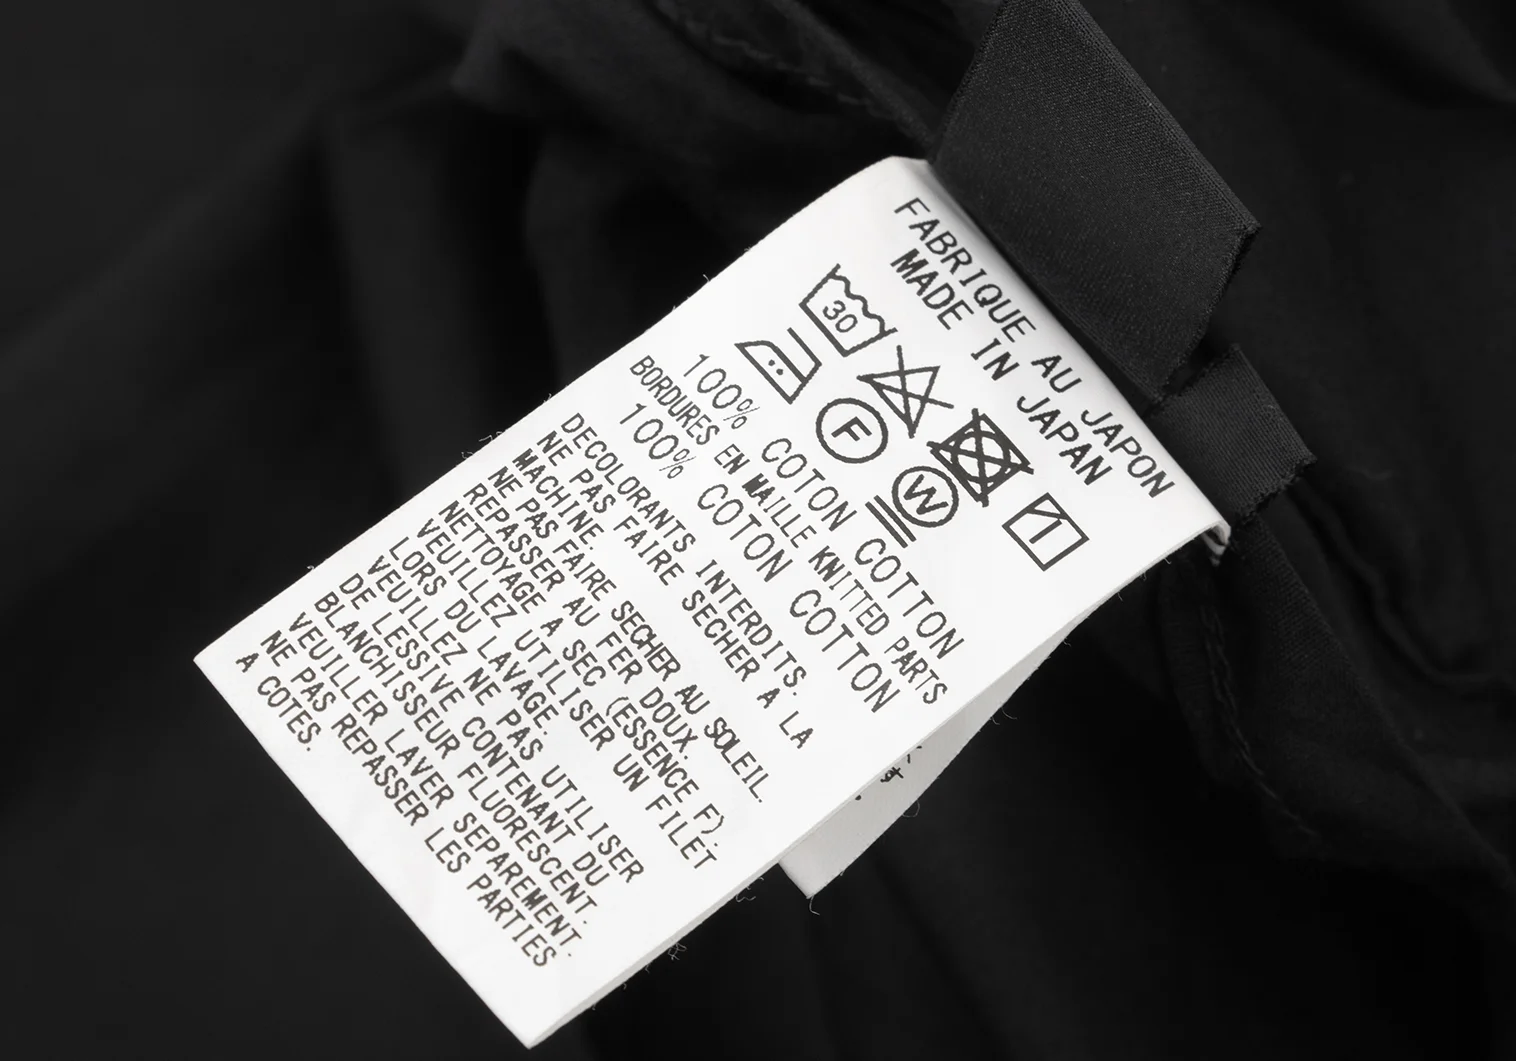 FABRIQUE AU JAPON
MADE IN JAPAN
30
F
W
100% COTON COTTON
BORDURES EN MAILLE KNITTED PARTS
100% COTON COTTON
DECOLORANTS INTERDITS.
NE PAS FAIRE SECHER A LA
MACHINE.
NE PAS FAIRE SECHER AU SOLEIL.
REPASSER AU FER DOUX.
NETTOYAGE A SEC (ESSENCE F).
VEUILLEZ UTILISER UN FILET
LORS DU LAVAGE.
VEUILLEZ NE PAS UTILISER
DE LESSIVE CONTENANT DU
BLANCHISSEUR FLUORESCENT.
VEUILLER LAVER SEPAREMENT.
NE PAS REPASSER LES PARTIES
A COTES.